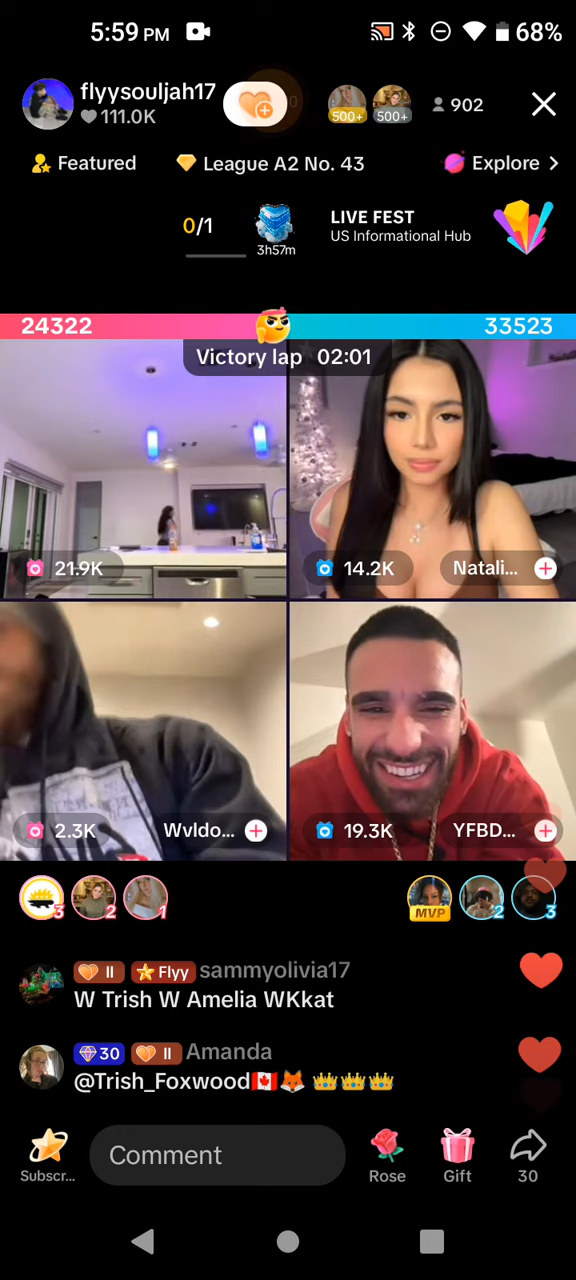 5:59 PM
68%
flyysouljah17
111.0K
500+
500+
902
Featured
League A2 No. 43
Explore
0/1
3h57m
LIVE FEST
US Informational Hub
24322
33523
Victory lap 02:01
21.9K
14.2K
Natali...
2.3K
Wvldo...
19.3K
YFBD...
3
2
1
MVP
2
3
II
Flyy
sammyolivia17
W Trish W Amelia WKkat
30
II
Amanda
@Trish_Foxwood🇨🇦🦊 👑👑👑
Subscr...
Comment
Rose
Gift
30